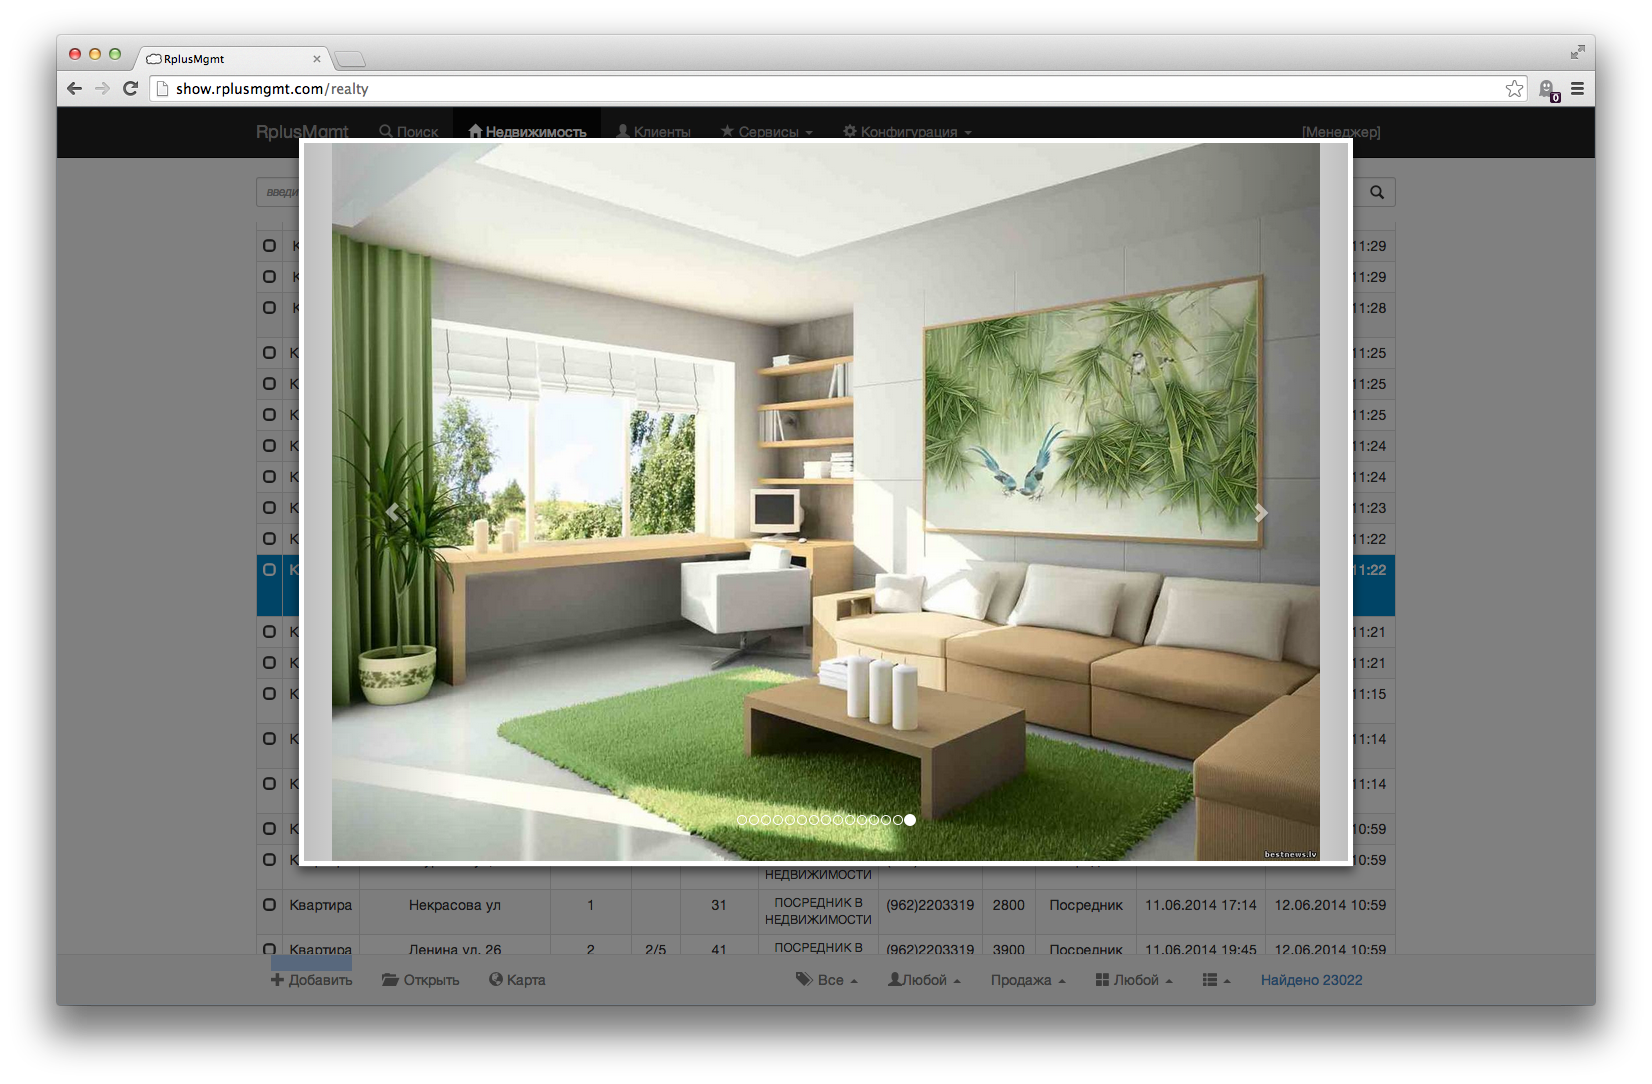 RplusMgmt
show.rplusmgmt.com/realty
0
RplusMgmt Поиск Недвижимость Клиенты Сервисы Конфигурация [Менеджер]
введи
К 11:29
К 11:29
К 11:28
К 11:25
К 11:25
К 11:25
К 11:24
К 11:24
К 11:23
К 11:22
К 11:22
К 11:21
К 11:21
К 11:15
К 11:14
К 11:14
К 10:59
К 10:59
bestnews.lv
НЕДВИЖИМОСТИ
Квартира Некрасова ул 1 31 ПОСРЕДНИК В НЕДВИЖИМОСТИ (962)2203319 2800 Посредник 11.06.2014 17:14 12.06.2014 10:59
Квартира Ленина ул, 26 2 2/5 41 ПОСРЕДНИК В (962)2203319 3900 Посредник 11.06.2014 19:45 12.06.2014 10:59
Добавить Открыть Карта Все Любой Продажа Любой Найдено 23022